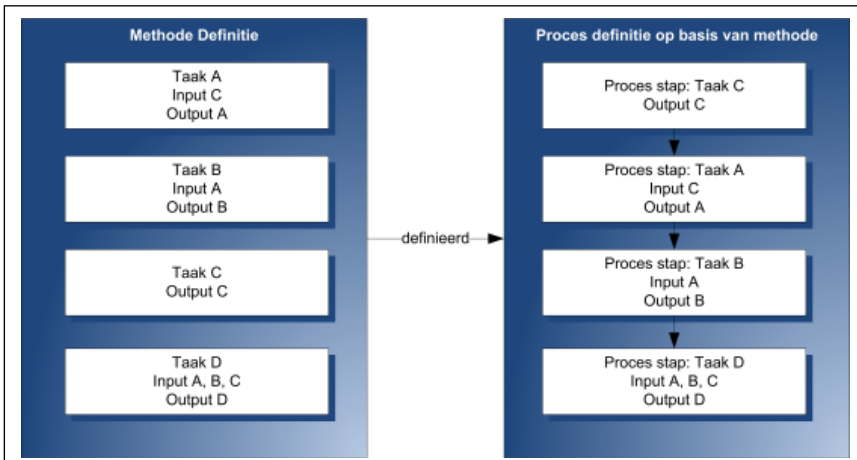 Methode Definitie
Taak A
Input C
Output A
Taak B
Input A
Output B
Taak C
Output C
Taak D
Input A, B, C
Output D
definieerd
Proces definitie op basis van methode
Proces stap: Taak C
Output C
Proces stap: Taak A
Input C
Output A
Proces stap: Taak B
Input A
Output B
Proces stap: Taak D
Input A, B, C
Output D